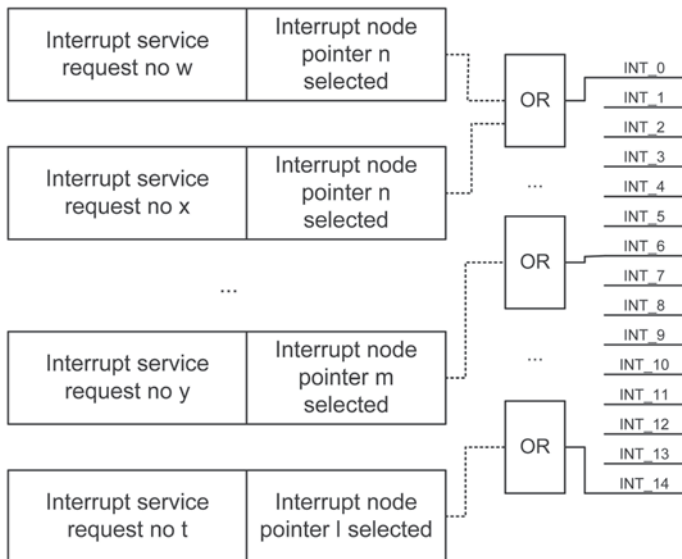 Interrupt service
request no w
Interrupt node
pointer n
selected
OR
INT_0
INT_1
INT_2
INT_3
INT_4
INT_5
INT_6
INT_7
INT_8
INT_9
INT_10
INT_11
INT_12
INT_13
INT_14
Interrupt service
request no x
Interrupt node
pointer n
selected
...
OR
...
Interrupt service
request no y
Interrupt node
pointer m
selected
...
OR
Interrupt service
request no t
Interrupt node
pointer l selected